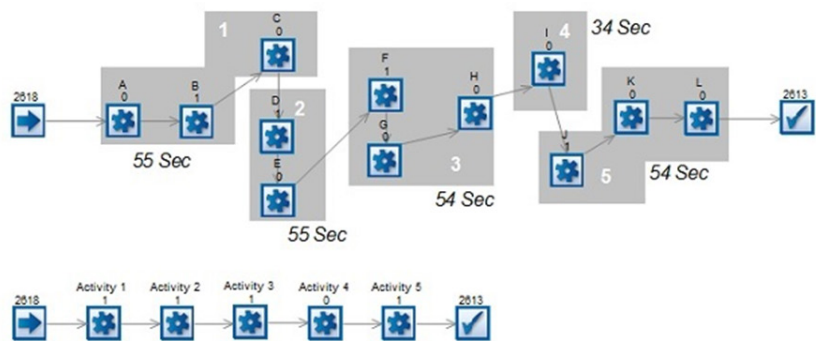 1
C
0
4
I
0
34 Sec
2618
A
0
B
1
F
1
H
0
K
0
L
0
2613
D
1
2
G
0
J
1
55 Sec
E
0
3
5
54 Sec
54 Sec
55 Sec
2618
Activity 1
1
Activity 2
1
Activity 3
1
Activity 4
0
Activity 5
1
2613